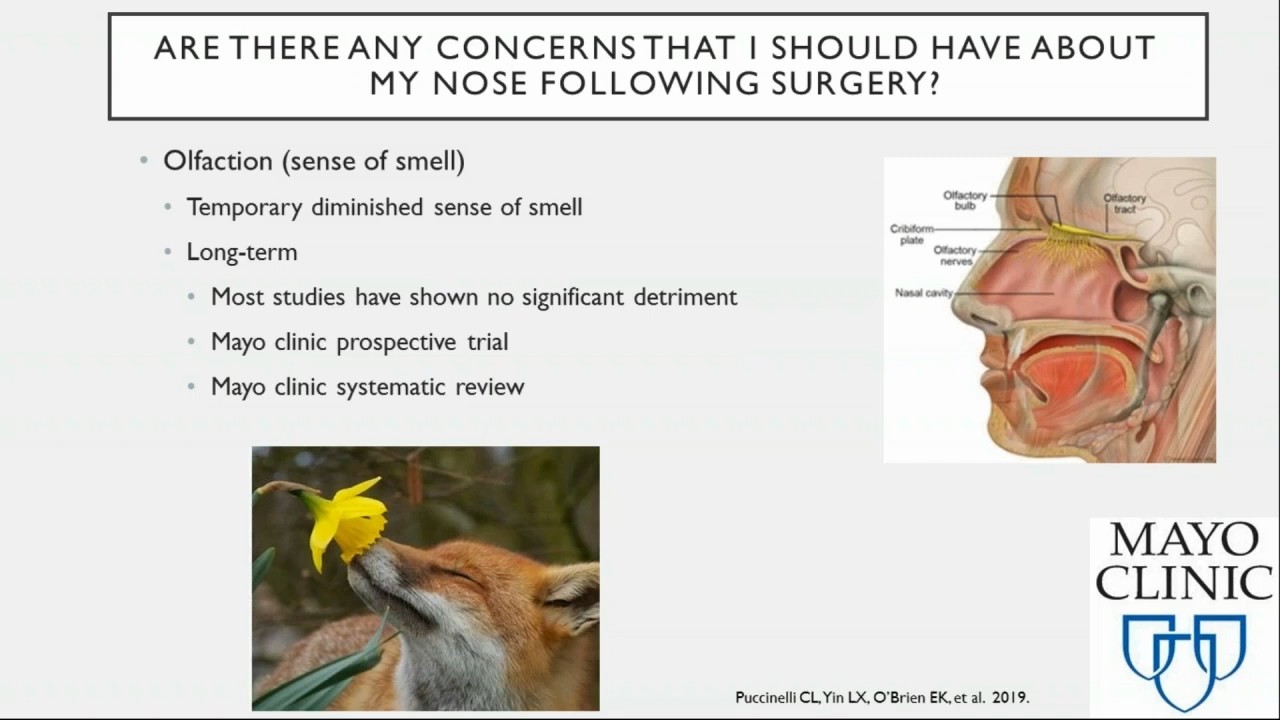 ARE THERE ANY CONCERNS THAT I SHOULD HAVE ABOUT
MY NOSE FOLLOWING SURGERY?
• Olfaction (sense of smell)
• Temporary diminished sense of smell
• Long-term
• Most studies have shown no significant detriment
• Mayo clinic prospective trial
• Mayo clinic systematic review
Olfactory
bulb
Olfactory
tract
Cribiform
plate
Olfactory
nerves
Nasal cavity
MAYO
CLINIC
Puccinelli CL, Yin LX, O’Brien EK, et al. 2019.